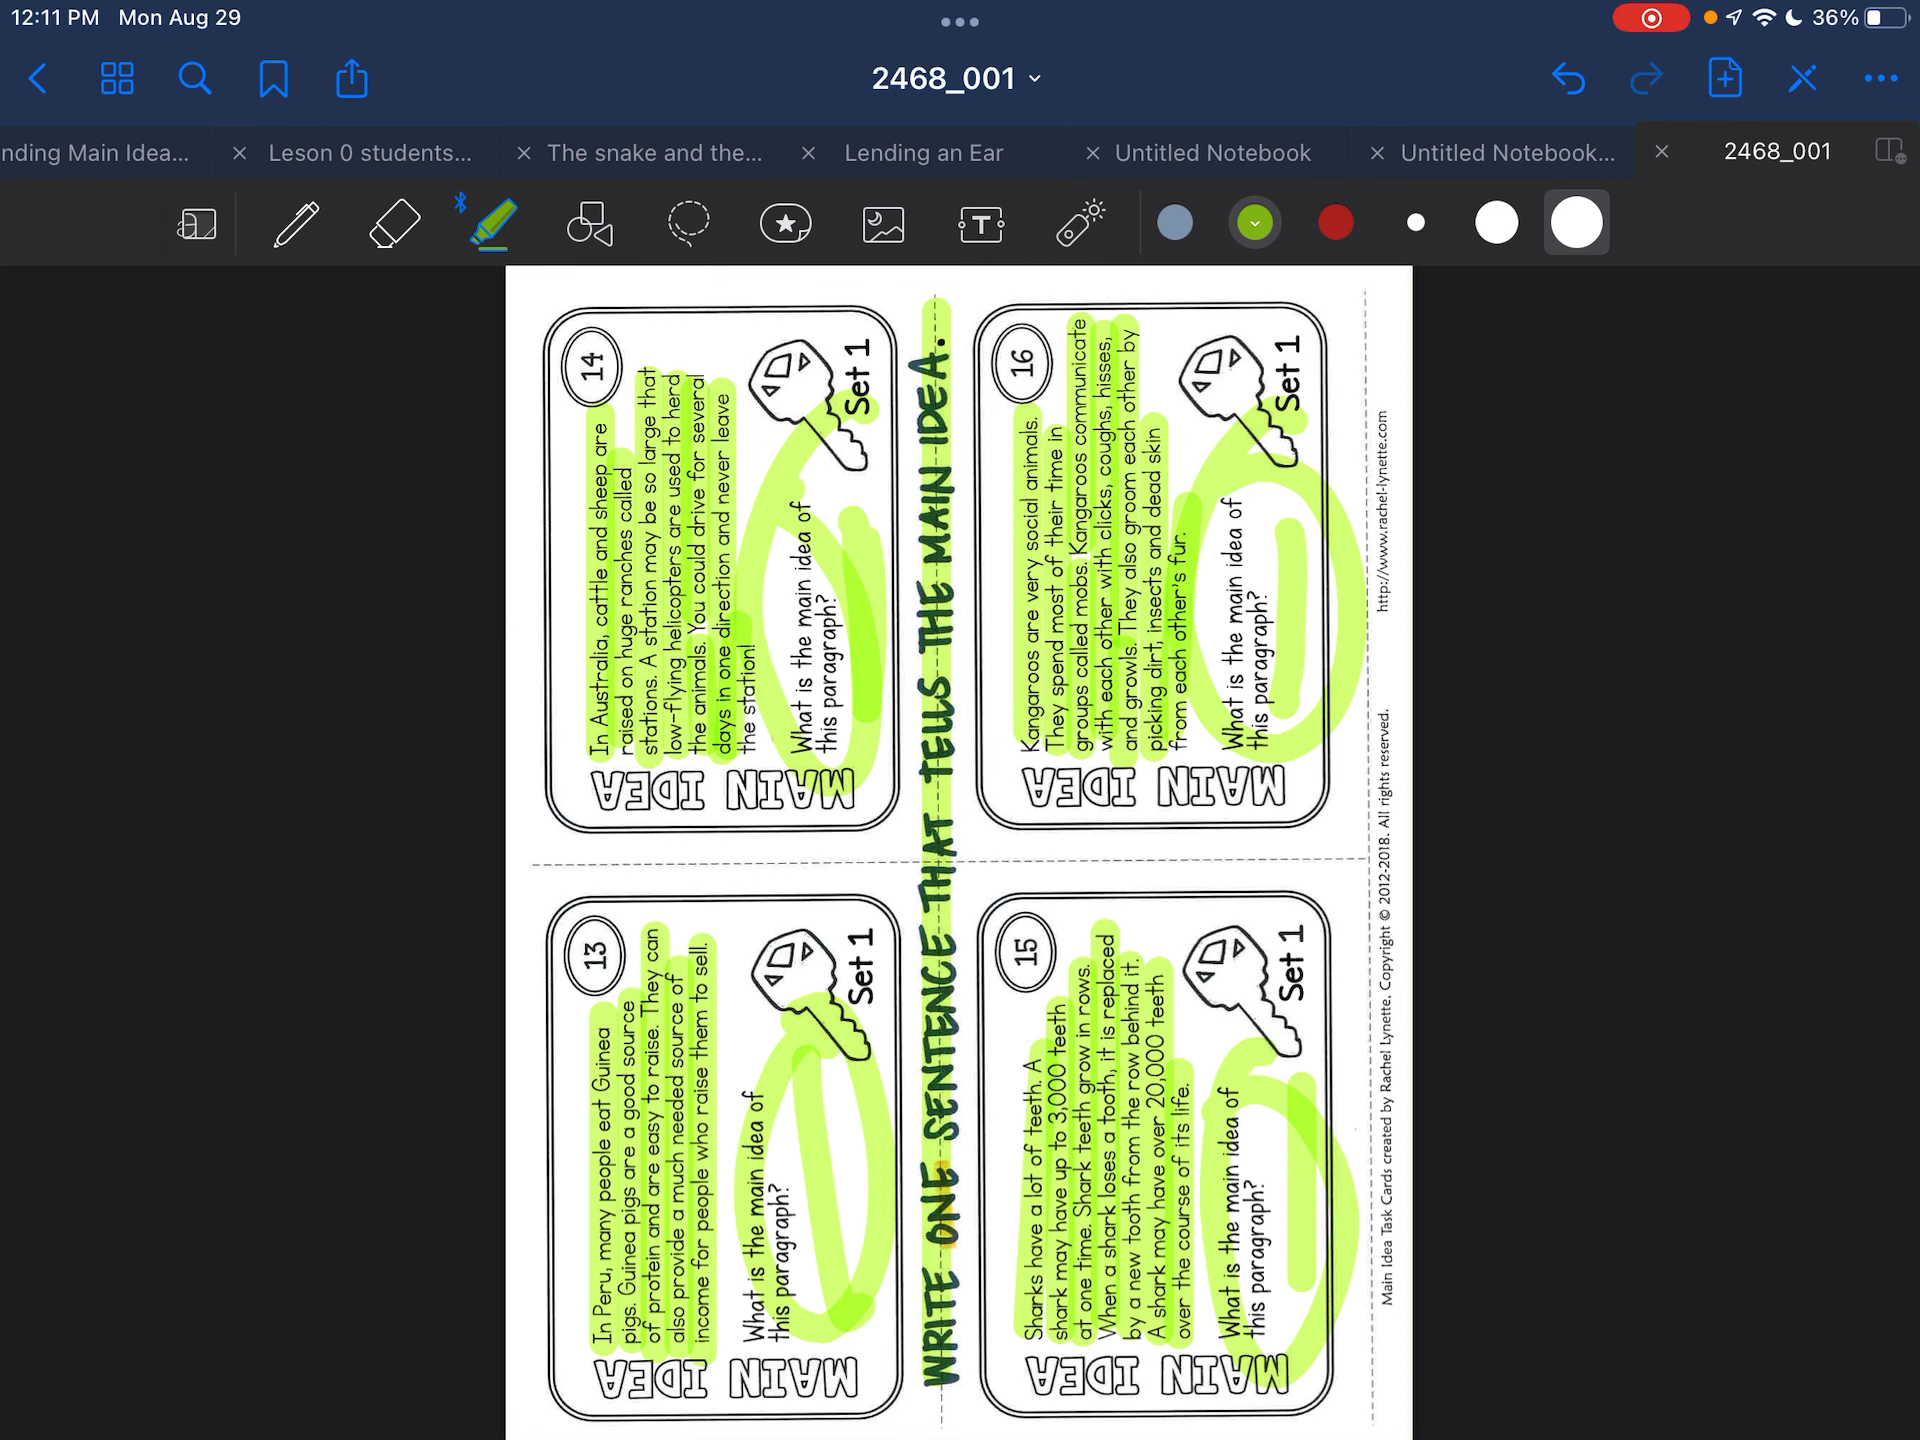 12:11 PM Mon Aug 29
36%
2468_001
nding Main Idea...
Leson 0 students...
The snake and the...
Lending an Ear
Untitled Notebook
Untitled Notebook...
2468_001
MAIN IDEA
13
In Peru, many people eat Guinea
pigs. Guinea pigs are a good source
of protein and are easy to raise. They can
also provide a much needed source of
income for people who raise them to sell.
What is the main idea of
this paragraph?
Set 1
MAIN IDEA
14
In Australia, cattle and sheep are
raised on huge ranches called
stations. A station may be so large that
low-flying helicopters are used to herd
the animals. You could drive for several
days in one direction and never leave
the station!
What is the main idea of
this paragraph?
Set 1
WRITE ONE SENTENCE THAT TELLS THE MAIN IDEA.
MAIN IDEA
15
Sharks have a lot of teeth. A
shark may have up to 3,000 teeth
at one time. Shark teeth grow in rows.
When a shark loses a tooth, it is replaced
by a new tooth from the row behind it.
A shark may have over 20,000 teeth
over the course of its life.
What is the main idea of
this paragraph?
Set 1
MAIN IDEA
16
Kangaroos are very social animals.
They spend most of their time in
groups called mobs. Kangaroos communicate
with each other with clicks, coughs, hisses,
and growls. They also groom each other by
picking dirt, insects and dead skin
from each other's fur.
What is the main idea of
this paragraph?
Set 1
Main Idea Task Cards created by Rachel Lynette, Copyright © 2012-2018. All rights reserved. http://www.rachel-lynette.com